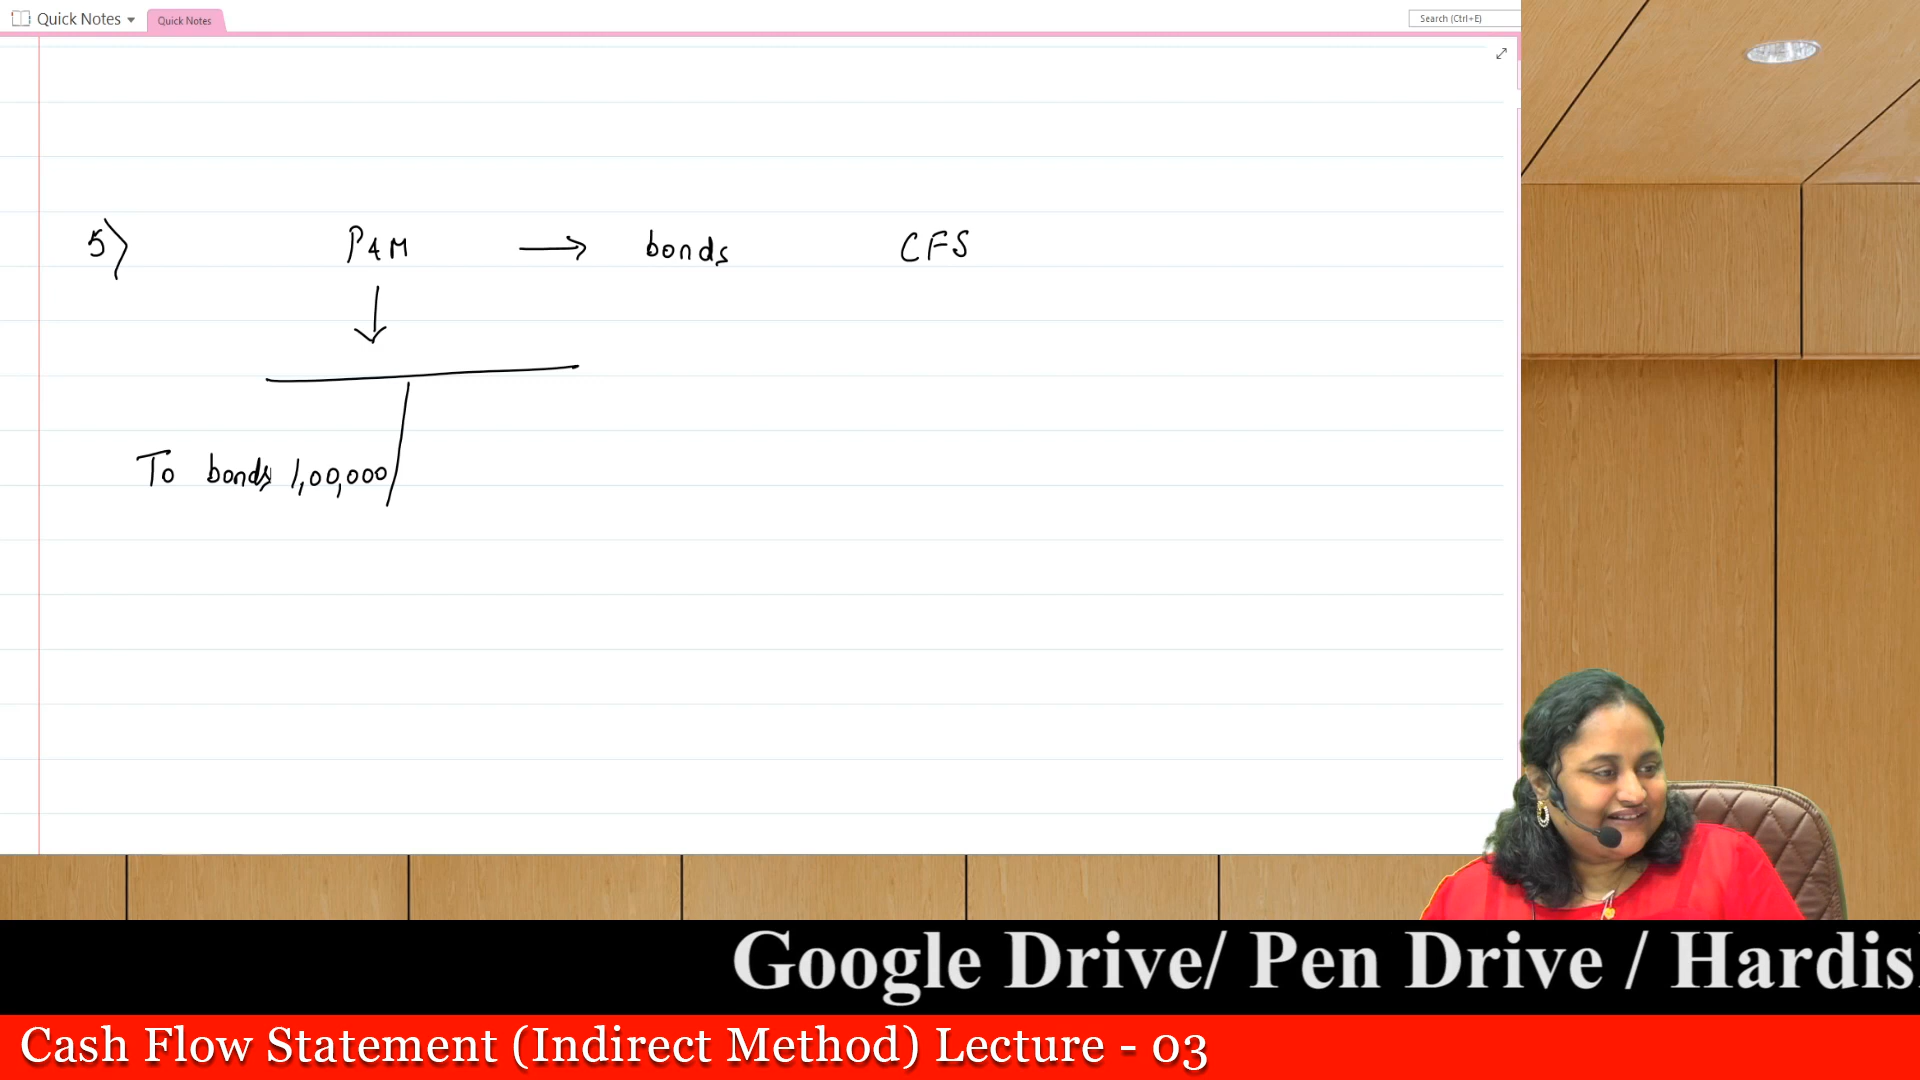 Quick Notes
Quick Notes
Search (Ctrl+E)
5) P&M → bonds CFS
To bonds 1,00,000
Google Drive/ Pen Drive / Hardis
Cash Flow Statement (Indirect Method) Lecture - 03